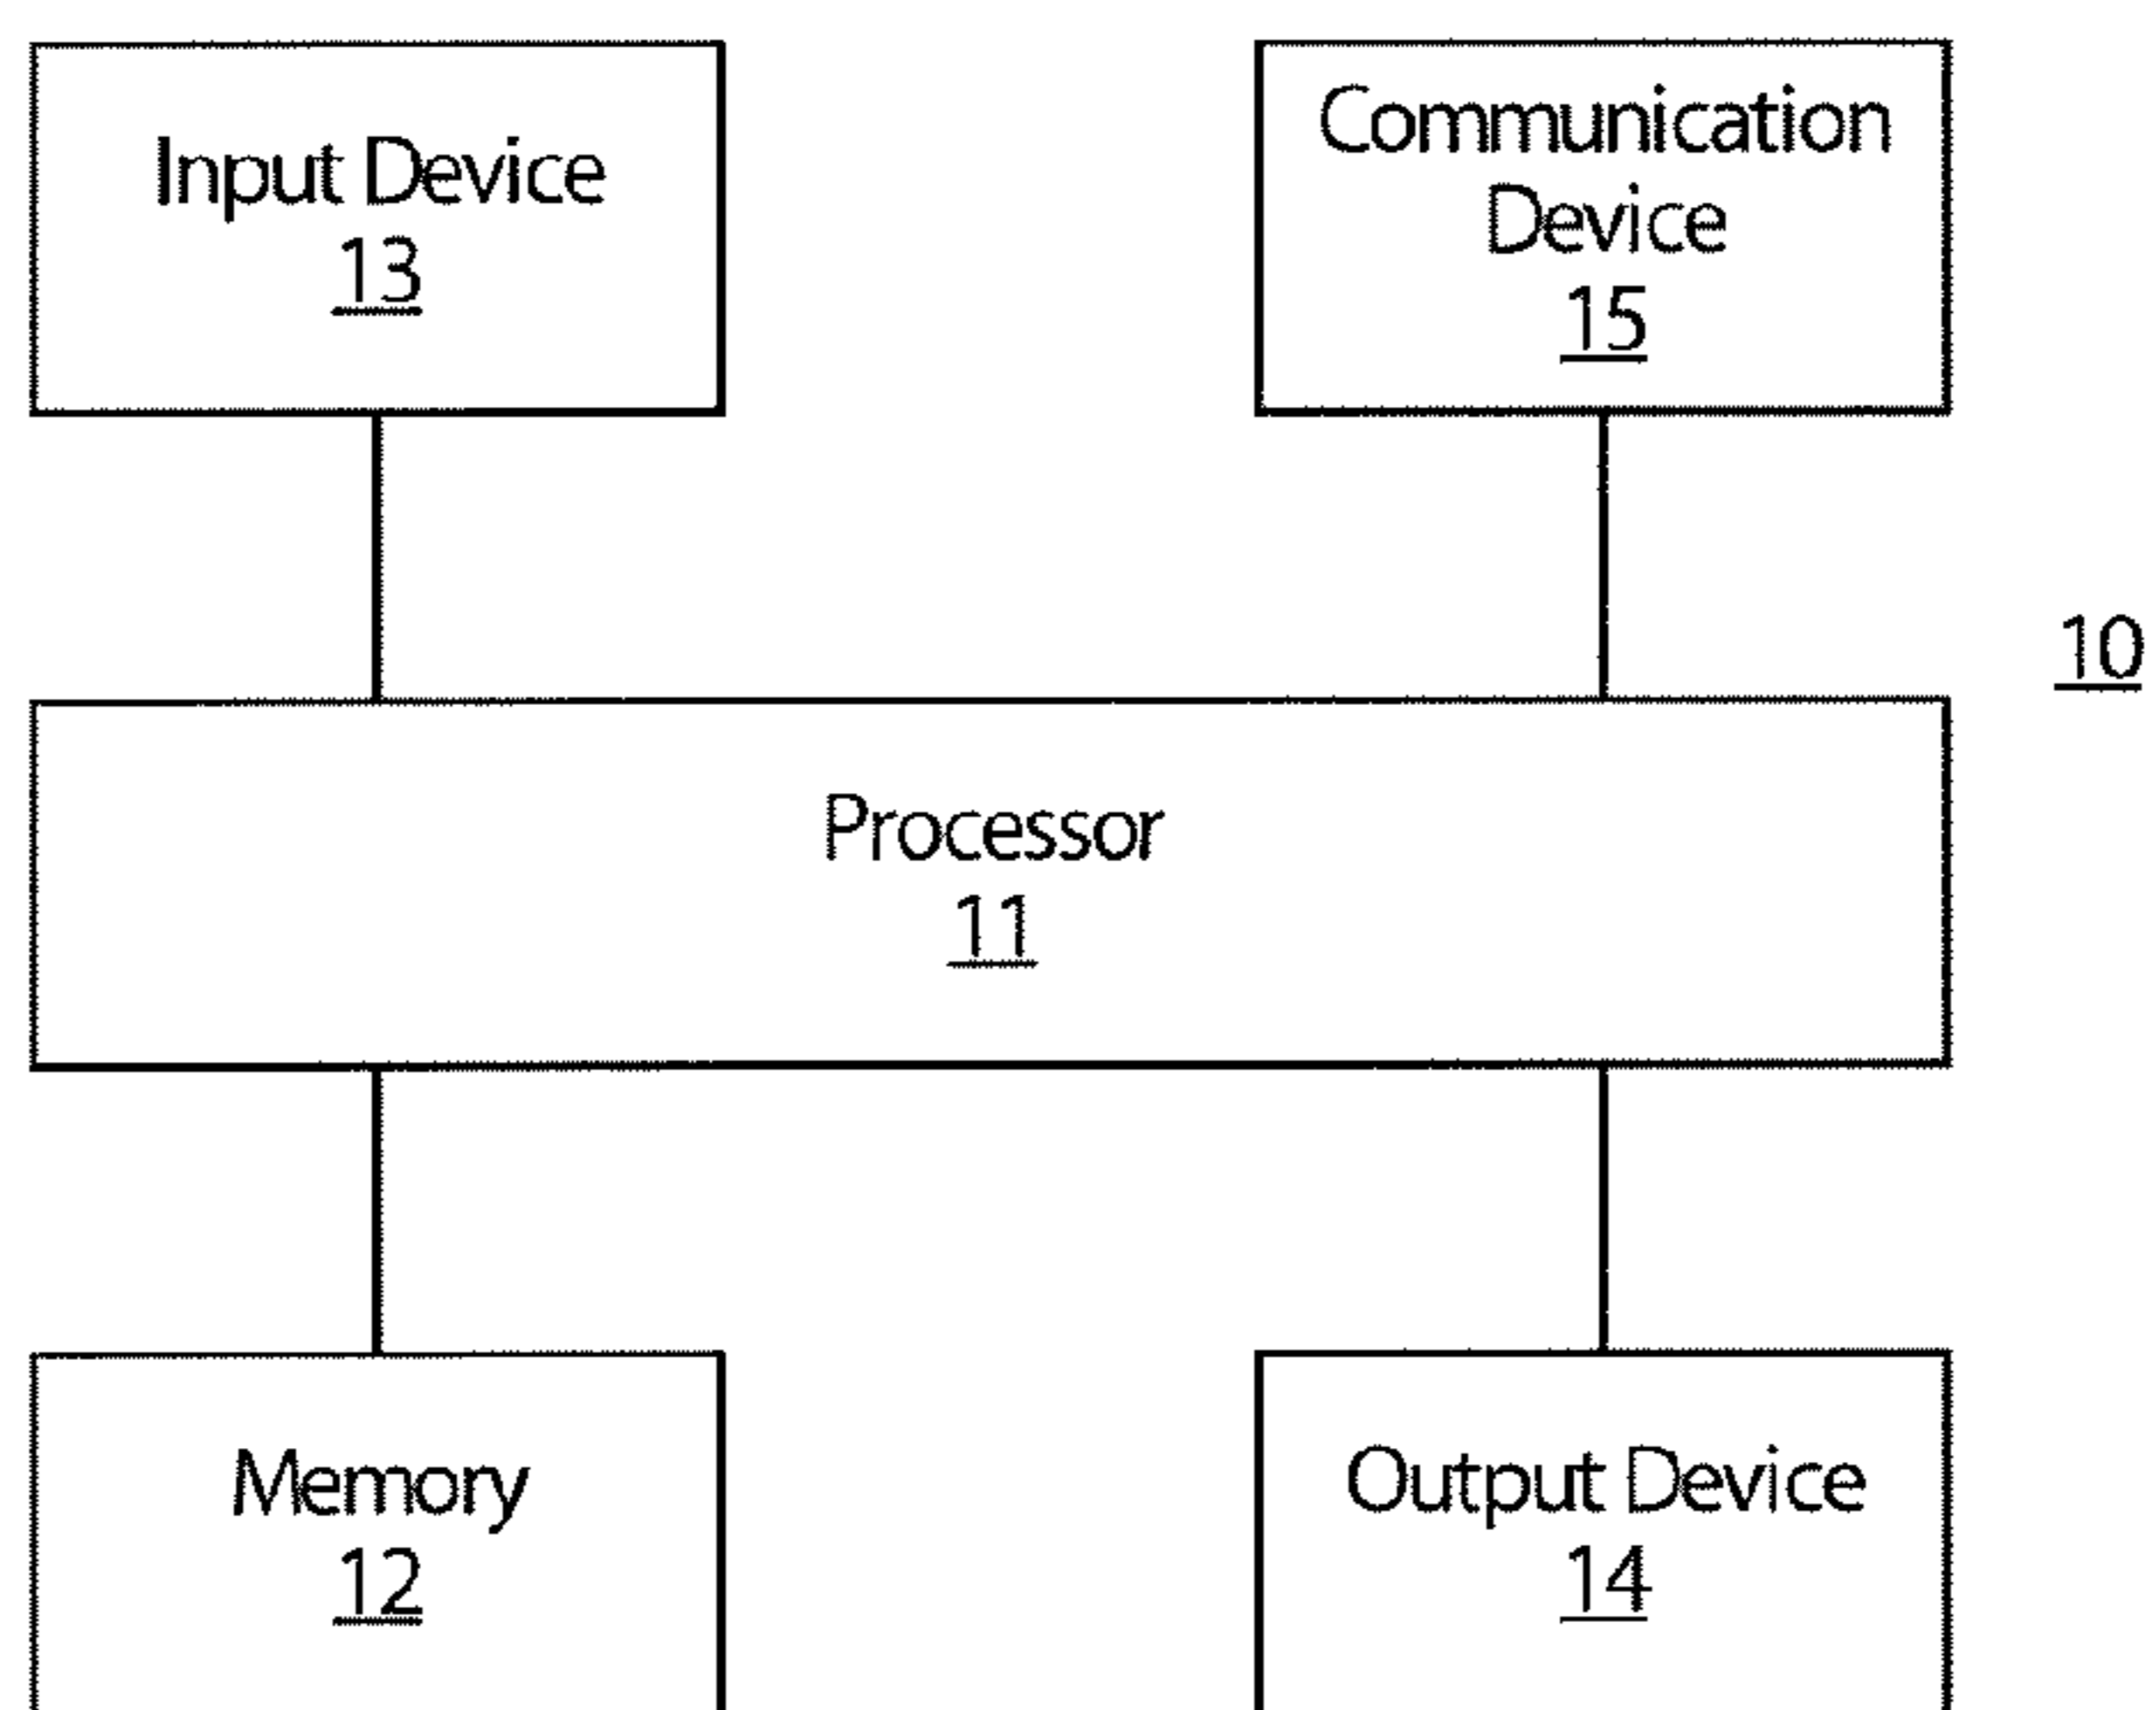 Input Device
13
Communication
Device
15
10
Processor
11
Memory
12
Output Device
14